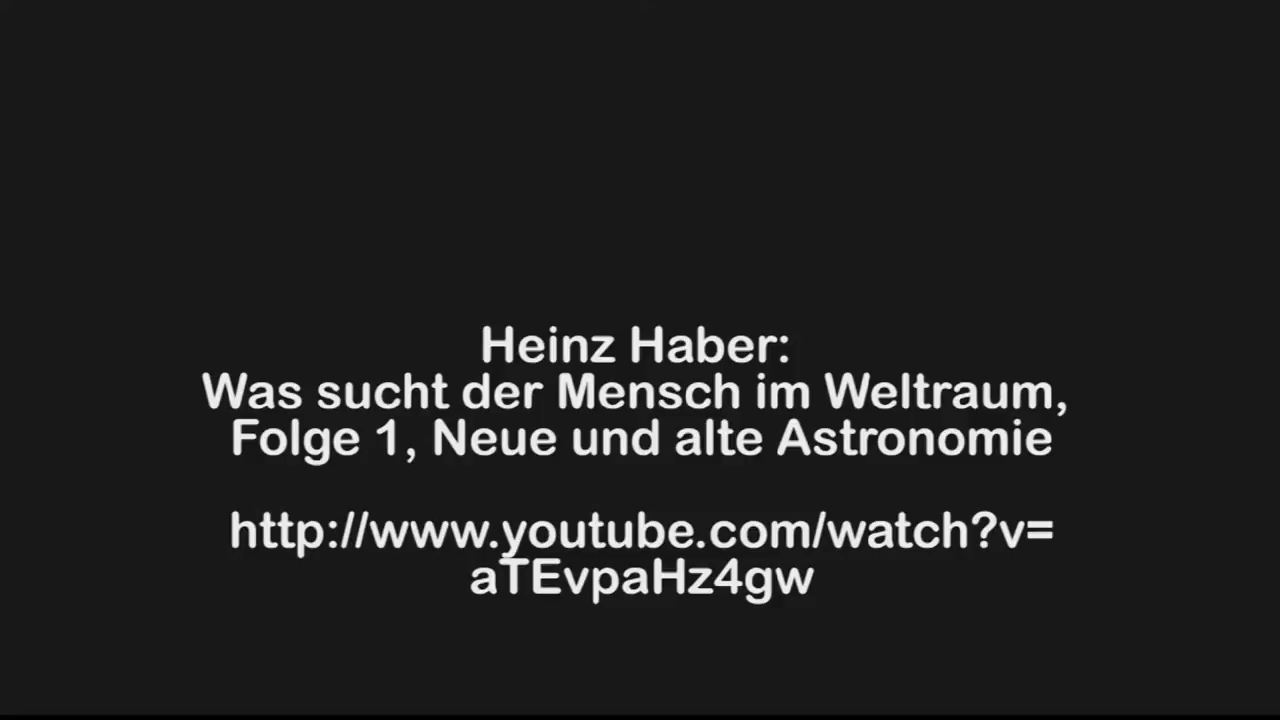 Heinz Haber:
Was sucht der Mensch im Weltraum,
Folge 1, Neue und alte Astronomie
http://www.youtube.com/watch?v=
aTEvpaHz4gw